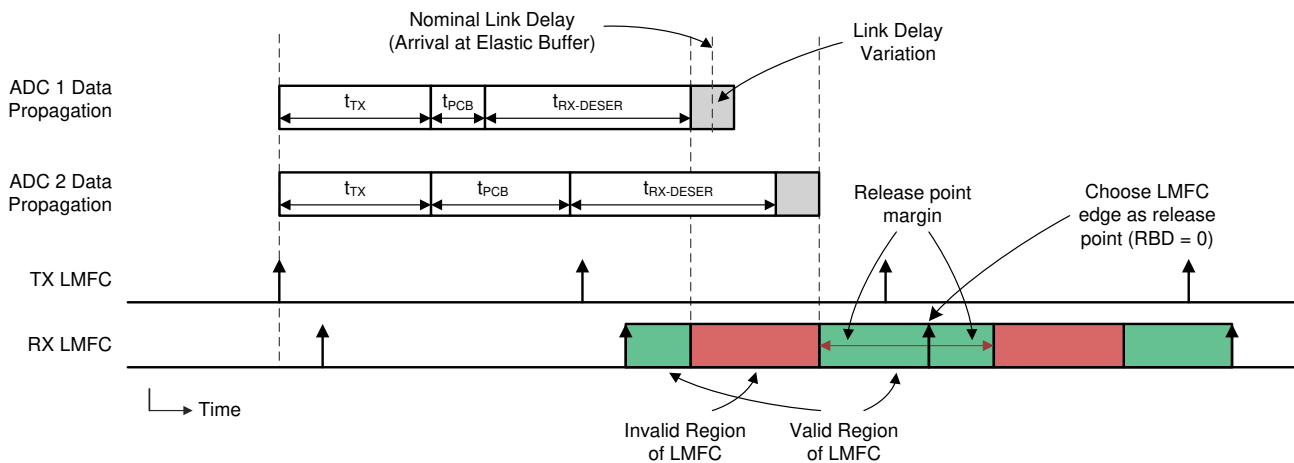 Nominal Link Delay
(Arrival at Elastic Buffer)
Link Delay
Variation
ADC 1 Data
Propagation
tTX
tPCB
tRX-DESER
ADC 2 Data
Propagation
tTX
tPCB
tRX-DESER
Release point
margin
Choose LMFC
edge as release
point (RBD = 0)
TX LMFC
RX LMFC
Time
Invalid Region
of LMFC
Valid Region
of LMFC